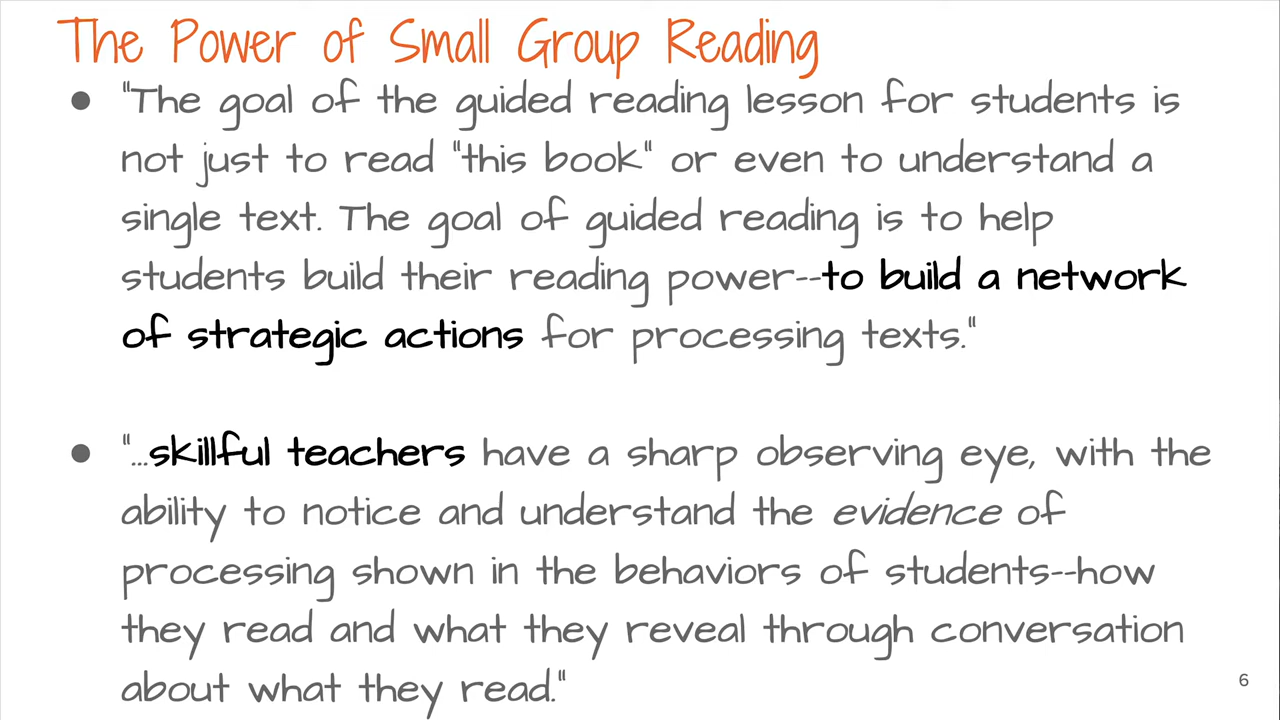 The Power of Small Group Reading
● "The goal of the guided reading lesson for students is
not just to read "this book" or even to understand a
single text. The goal of guided reading is to help
students build their reading power--to build a network
of strategic actions for processing texts."
● "...skillful teachers have a sharp observing eye, with the
ability to notice and understand the evidence of
processing shown in the behaviors of students--how
they read and what they reveal through conversation
about what they read."
6